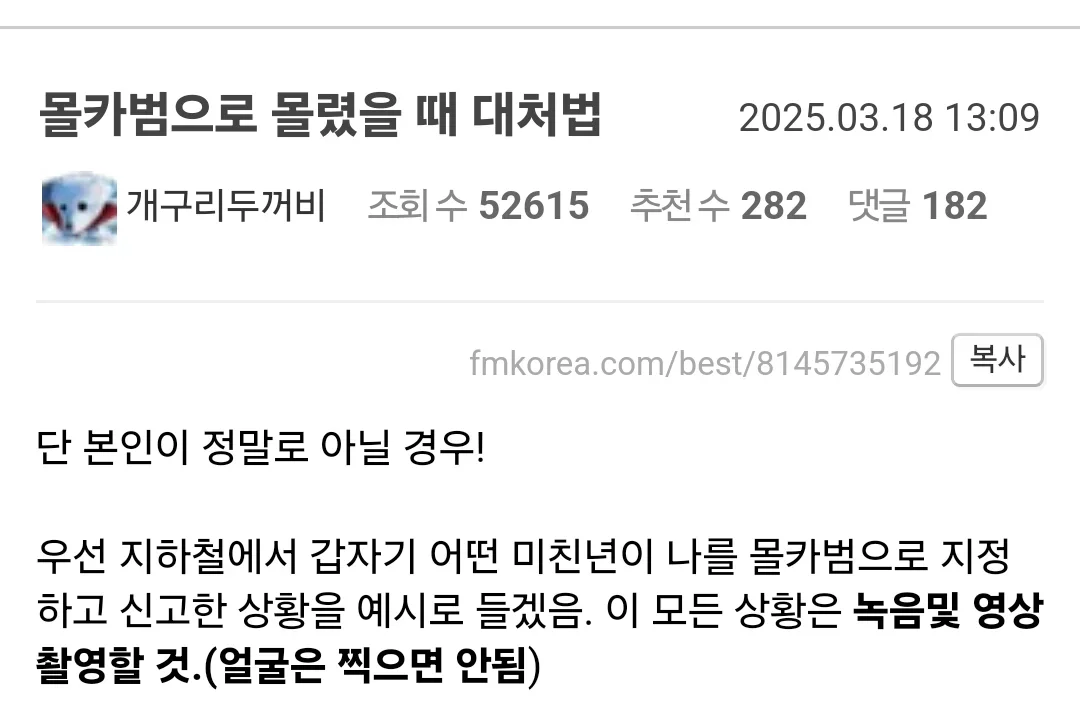 몰카범으로 몰렸을 때 대처법 2025.03.18 13:09
개구리두꺼비 조회 수 52615 추천 수 282 댓글 182
fmkorea.com/best/8145735192 복사
단 본인이 정말로 아닐 경우!
우선 지하철에서 갑자기 어떤 미친년이 나를 몰카범으로 지정
하고 신고한 상황을 예시로 들겠음. 이 모든 상황은 녹음및 영상
촬영할 것.(얼굴은 찍으면 안됨)